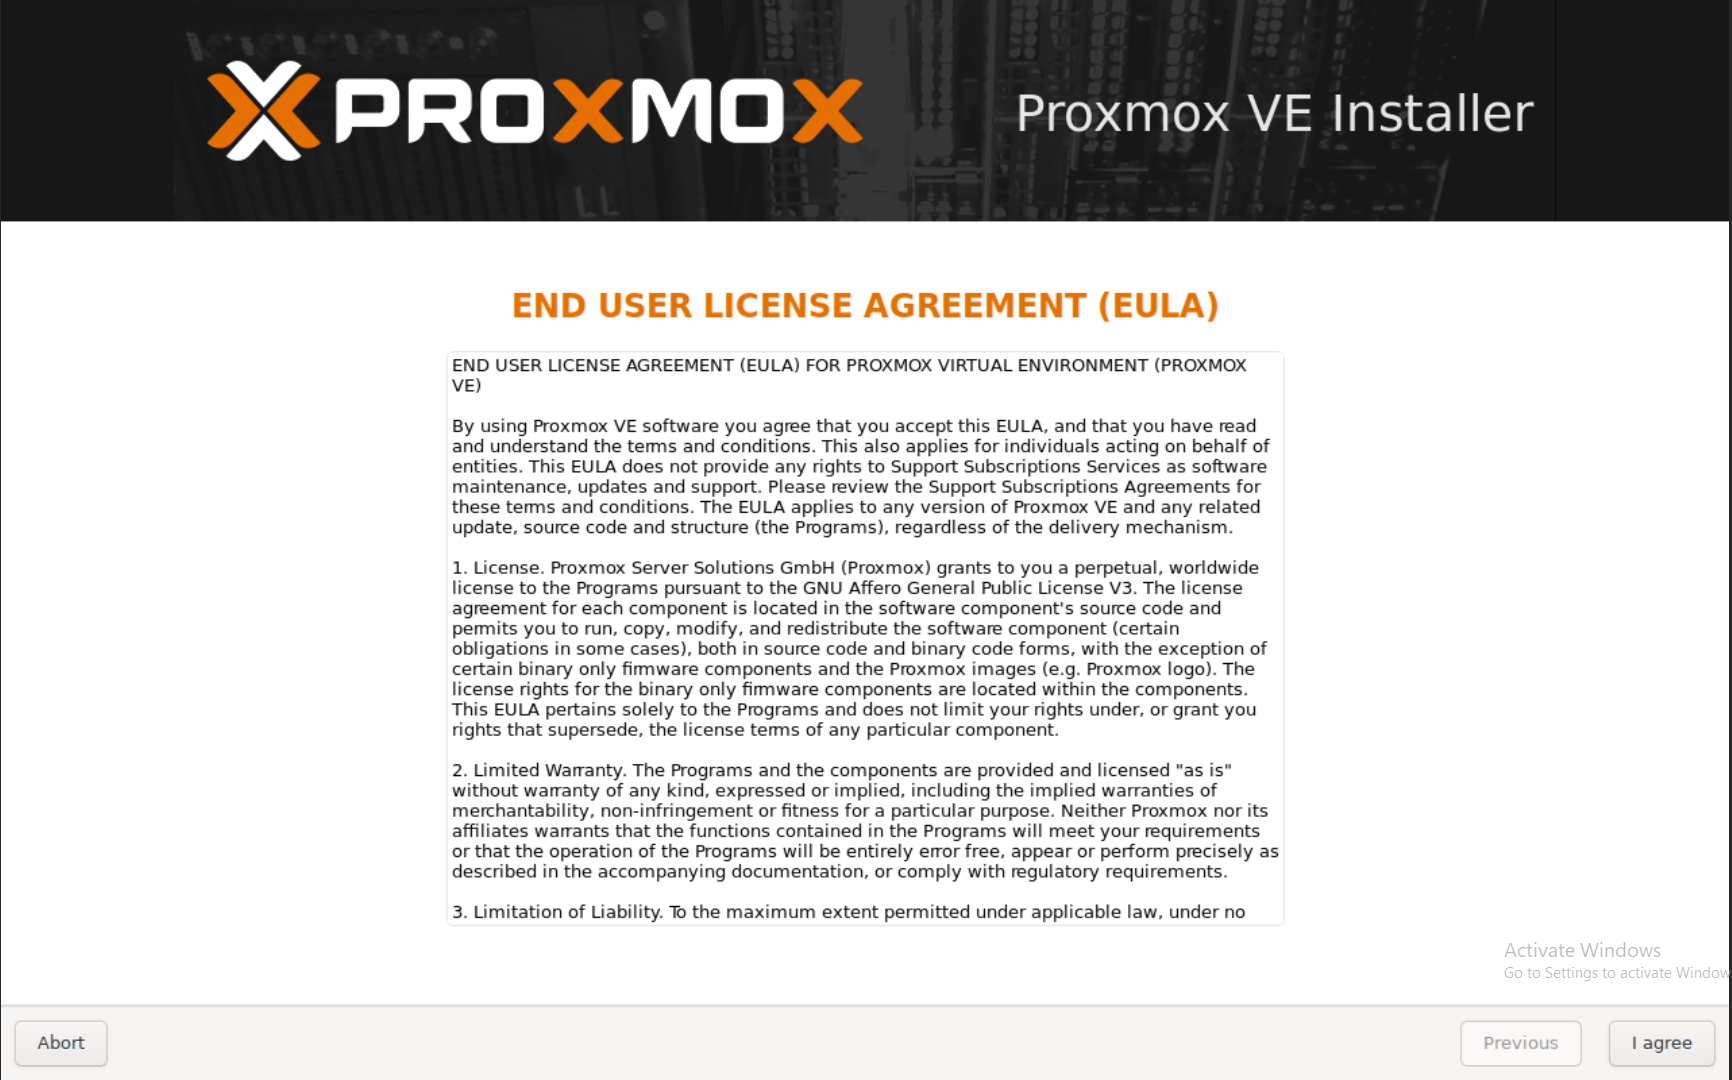 PROXMOX
Proxmox VE Installer
END USER LICENSE AGREEMENT (EULA)
END USER LICENSE AGREEMENT (EULA) FOR PROXMOX VIRTUAL ENVIRONMENT (PROXMOX
VE)
By using Proxmox VE software you agree that you accept this EULA, and that you have read
and understand the terms and conditions. This also applies for individuals acting on behalf of
entities. This EULA does not provide any rights to Support Subscriptions Services as software
maintenance, updates and support. Please review the Support Subscriptions Agreements for
these terms and conditions. The EULA applies to any version of Proxmox VE and any related
update, source code and structure (the Programs), regardless of the delivery mechanism.
1. License. Proxmox Server Solutions GmbH (Proxmox) grants to you a perpetual, worldwide
license to the Programs pursuant to the GNU Affero General Public License V3. The license
agreement for each component is located in the software component's source code and
permits you to run, copy, modify, and redistribute the software component (certain
obligations in some cases), both in source code and binary code forms, with the exception of
certain binary only firmware components and the Proxmox images (e.g. Proxmox logo). The
license rights for the binary only firmware components are located within the components.
This EULA pertains solely to the Programs and does not limit your rights under, or grant you
rights that supersede, the license terms of any particular component.
2. Limited Warranty. The Programs and the components are provided and licensed "as is"
without warranty of any kind, expressed or implied, including the implied warranties of
merchantability, non-infringement or fitness for a particular purpose. Neither Proxmox nor its
affiliates warrants that the functions contained in the Programs will meet your requirements
or that the operation of the Programs will be entirely error free, appear or perform precisely as
described in the accompanying documentation, or comply with regulatory requirements.
3. Limitation of Liability. To the maximum extent permitted under applicable law, under no
Activate Windows
Go to Settings to activate Window
Abort
Previous
I agree